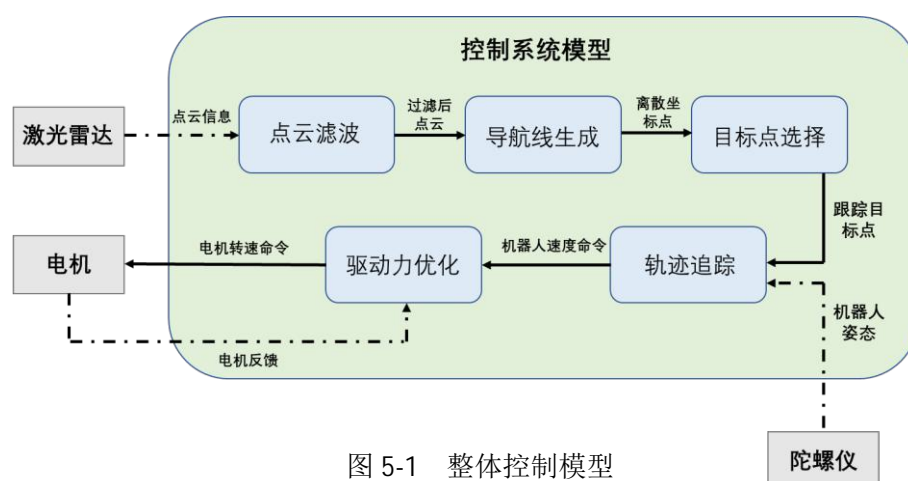 控制系统模型
激光雷达
点云信息
点云滤波
过滤后
点云
导航线生成
离散坐
标点
目标点选择
跟踪目
标点
电机
电机转速命令
驱动力优化
机器人速度命令
轨迹追踪
机器人
姿态
电机反馈
陀螺仪
图 5-1 整体控制模型